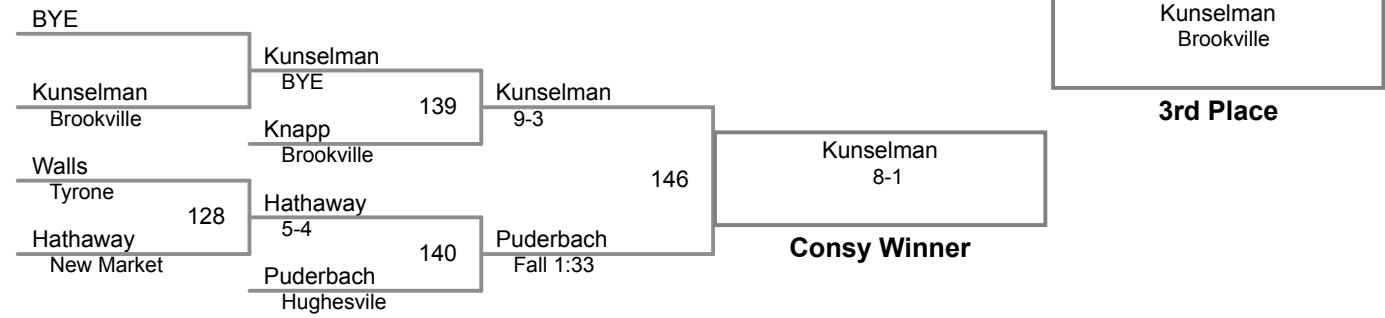 BYE
Kunselman
Brookville
Walls
Tyrone
128
Hathaway
New Market
Kunselman
BYE
139
Knapp
Brookville
Hathaway
5-4
140
Puderbach
Hughesvile
Kunselman
9-3
146
Puderbach
Fall 1:33
Kunselman
8-1
Consy Winner
Kunselman
Brookville
3rd Place